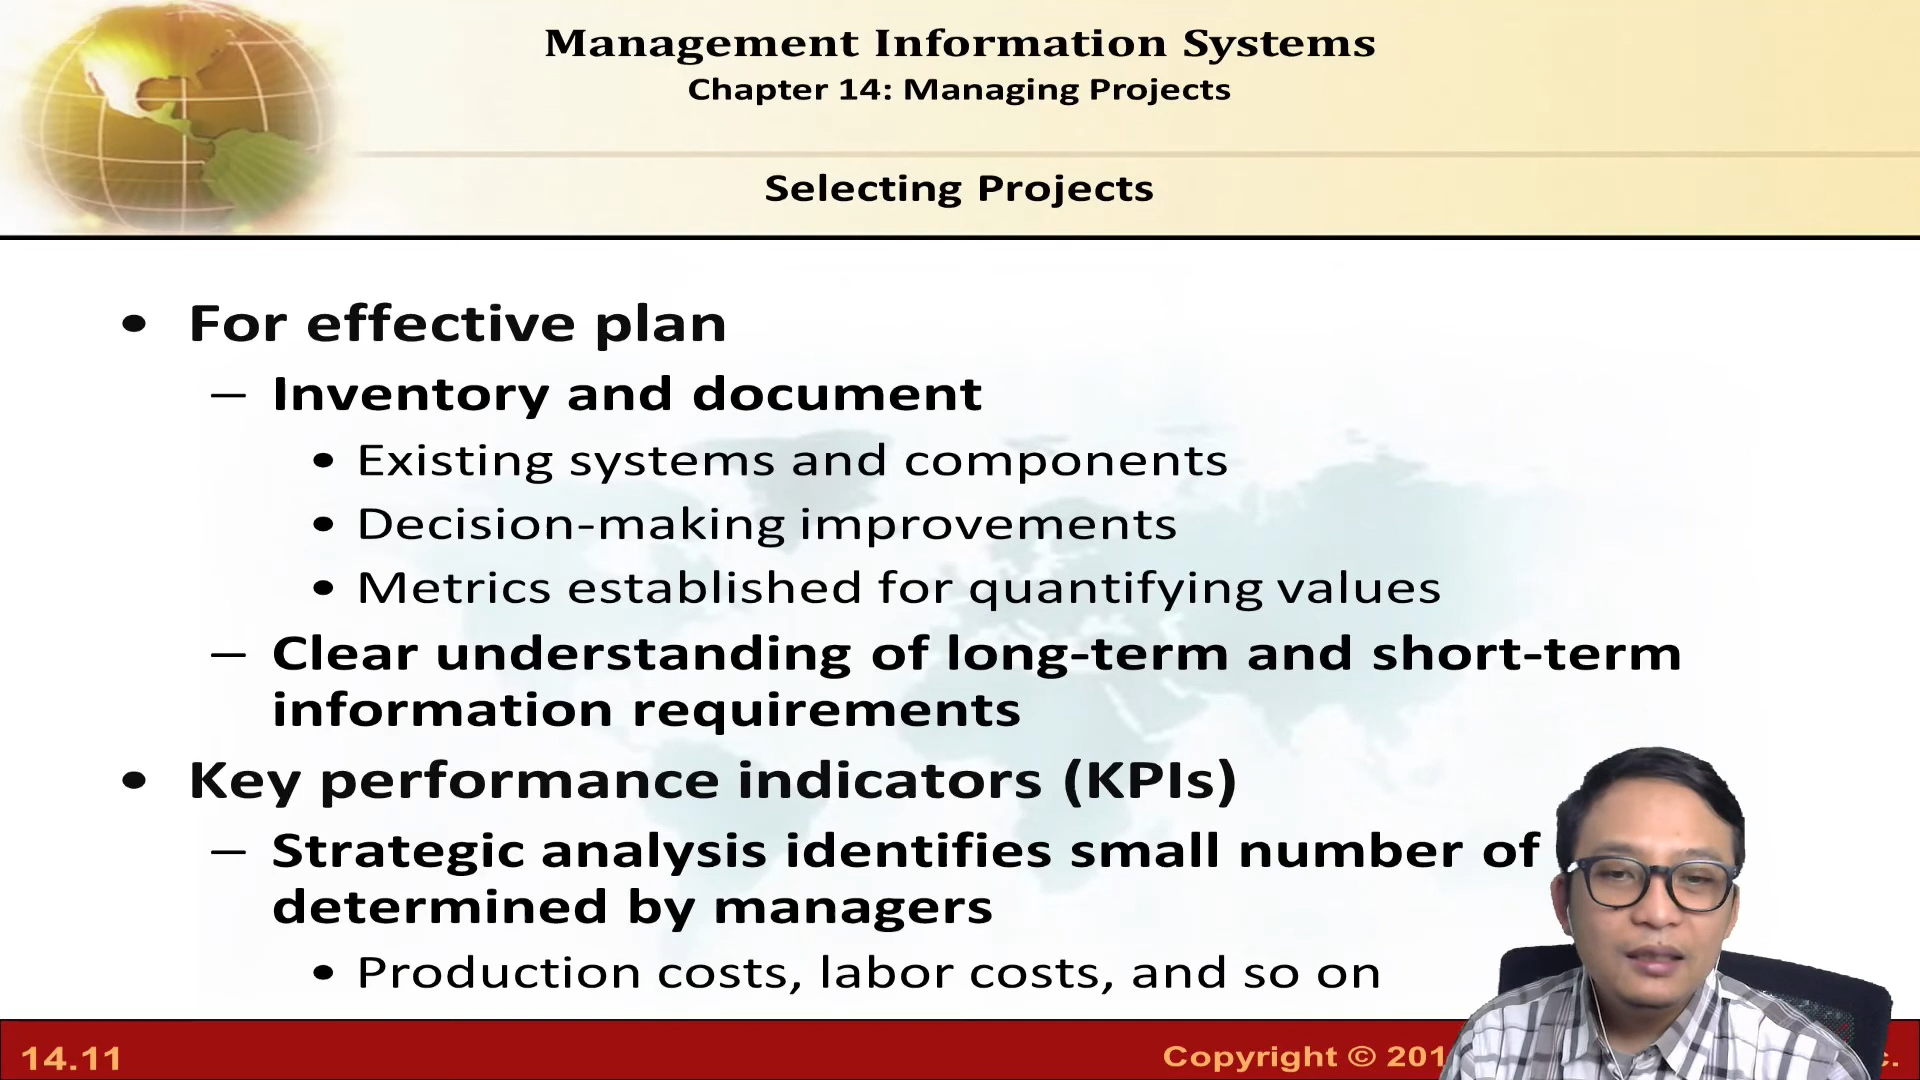 Management Information Systems
Chapter 14: Managing Projects
Selecting Projects
• For effective plan
– Inventory and document
• Existing systems and components
• Decision-making improvements
• Metrics established for quantifying values
– Clear understanding of long-term and short-term
information requirements
• Key performance indicators (KPIs)
– Strategic analysis identifies small number of
determined by managers
• Production costs, labor costs, and so on
14.11
Copyright © 201